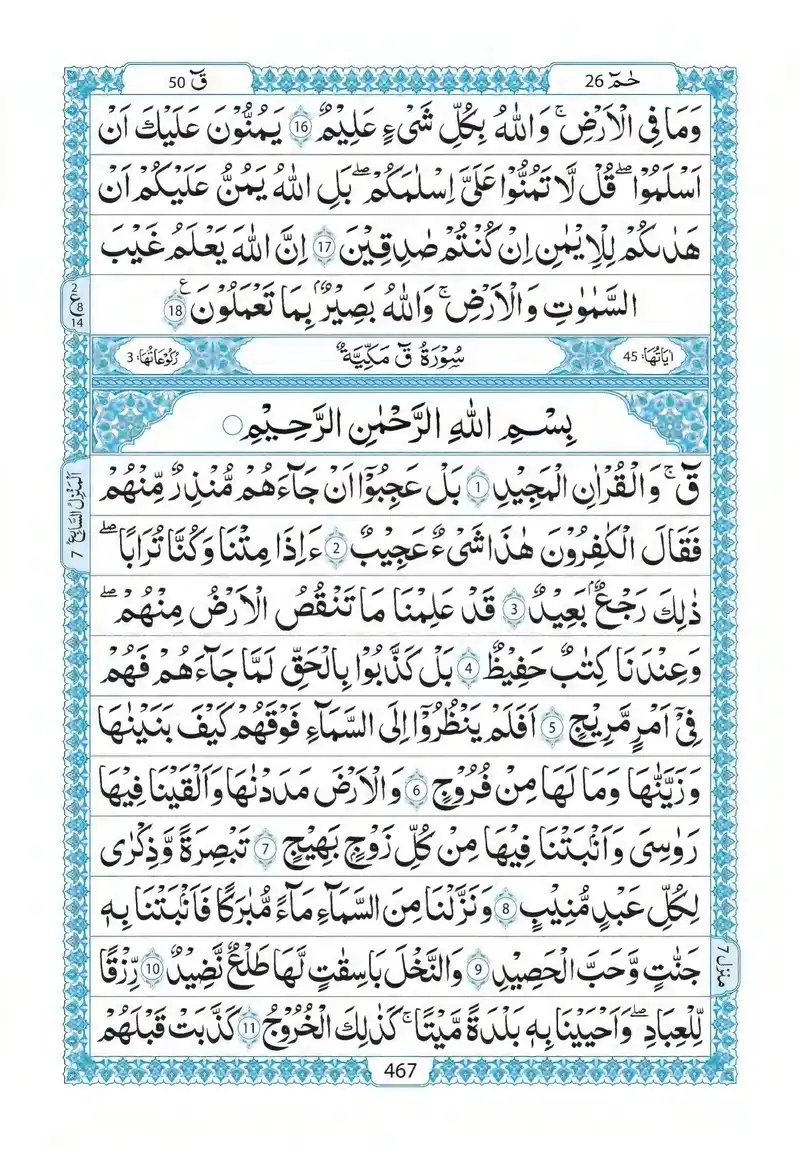 حٰمٓ 26
قٓ 50
وَمَا فِی الْاَرْضِ ۚ وَاللّٰهُ بِكُلِّ شَیْءٍ عَلِیْمٌ 16 یَمُنُّوْنَ عَلَیْكَ اَنْ
اَسْلَمُوْا ۖ قُلْ لَّا تَمُنُّوْا عَلَیَّ اِسْلٰمَكُمْ ۖ بَلِ اللّٰهُ یَمُنُّ عَلَیْكُمْ اَنْ
هَدٰىكُمْ لِلْاِیْمٰنِ اِنْ كُنْتُمْ صٰدِقِیْنَ 17 اِنَّ اللّٰهَ یَعْلَمُ غَیْبَ
السَّمٰوٰتِ وَالْاَرْضِ ۚ وَاللّٰهُ بَصِیْرٌۢ بِمَا تَعْمَلُوْنَ 18 ع
2
ع 8
14
اٰیَاتُهَا: 45
سُوْرَةُ قٓ مَكِّیَّةٌ
رُكُوْعَاتُهَا: 3
بِسْمِ اللّٰهِ الرَّحْمٰنِ الرَّحِیْمِ
قٓ ۚ وَالْقُرْاٰنِ الْمَجِیْدِ 1 بَلْ عَجِبُوْۤا اَنْ جَآءَهُمْ مُّنْذِرٌ مِّنْهُمْ
فَقَالَ الْكٰفِرُوْنَ هٰذَا شَیْءٌ عَجِیْبٌ 2 ءَاِذَا مِتْنَا وَكُنَّا تُرَابًا ۖ
ذٰلِكَ رَجْعٌۢ بَعِیْدٌ 3 قَدْ عَلِمْنَا مَا تَنْقُصُ الْاَرْضُ مِنْهُمْ ۖ
وَعِنْدَنَا كِتٰبٌ حَفِیْظٌ 4 بَلْ كَذَّبُوْا بِالْحَقِّ لَمَّا جَآءَهُمْ فَهُمْ
فِیْۤ اَمْرٍ مَّرِیْجٍ 5 اَفَلَمْ یَنْظُرُوْۤا اِلَی السَّمَآءِ فَوْقَهُمْ كَیْفَ بَنَیْنٰهَا
وَزَیَّنّٰهَا وَمَا لَهَا مِنْ فُرُوْجٍ 6 وَالْاَرْضَ مَدَدْنٰهَا وَاَلْقَیْنَا فِیْهَا
رَوٰسِیَ وَاَنْۢبَتْنَا فِیْهَا مِنْ كُلِّ زَوْجٍۭ بَهِیْجٍ 7 تَبْصِرَةً وَّذِكْرٰی
لِكُلِّ عَبْدٍ مُّنِیْبٍ 8 وَنَزَّلْنَا مِنَ السَّمَآءِ مَآءً مُّبٰرَكًا فَاَنْۢبَتْنَا بِهٖ
جَنّٰتٍ وَّحَبَّ الْحَصِیْدِ 9 وَالنَّخْلَ بَاسِقٰتٍ لَّهَا طَلْعٌ نَّضِیْدٌ 10 رِّزْقًا
لِّلْعِبَادِ ۖ وَاَحْیَیْنَا بِهٖ بَلْدَةً مَّیْتًا ۚ كَذٰلِكَ الْخُرُوْجُ 11 كَذَّبَتْ قَبْلَهُمْ
اَلْمَنْزِلُ السَّابِعُ 7
منزل 7
467